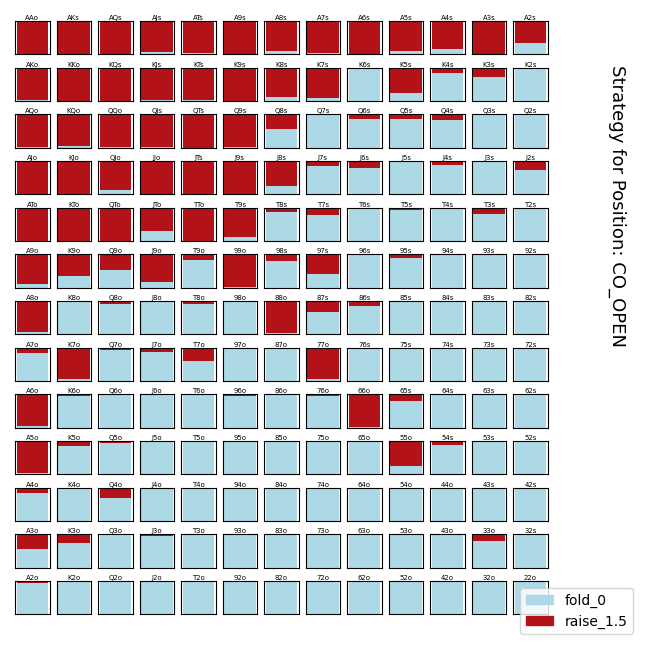 AAo AKs AQs AJs ATs A9s A8s A7s A6s A5s A4s A3s A2s
AKo KKo KQs KJs KTs K9s K8s K7s K6s K5s K4s K3s K2s
AQo KQo QQo QJs QTs Q9s Q8s Q7s Q6s Q5s Q4s Q3s Q2s
AJo KJo QJo JJo JTs J9s J8s J7s J6s J5s J4s J3s J2s
ATo KTo QTo JTo TTo T9s T8s T7s T6s T5s T4s T3s T2s
A9o K9o Q9o J9o T9o 99o 98s 97s 96s 95s 94s 93s 92s
A8o K8o Q8o J8o T8o 98o 88o 87s 86s 85s 84s 83s 82s
A7o K7o Q7o J7o T7o 97o 87o 77o 76s 75s 74s 73s 72s
A6o K6o Q6o J6o T6o 96o 86o 76o 66o 65s 64s 63s 62s
A5o K5o Q5o J5o T5o 95o 85o 75o 65o 55o 54s 53s 52s
A4o K4o Q4o J4o T4o 94o 84o 74o 64o 54o 44o 43s 42s
A3o K3o Q3o J3o T3o 93o 83o 73o 63o 53o 43o 33o 32s
A2o K2o Q2o J2o T2o 92o 82o 72o 62o 52o 42o 32o 22o
Strategy for Position: CO_OPEN
fold_0
raise_1.5